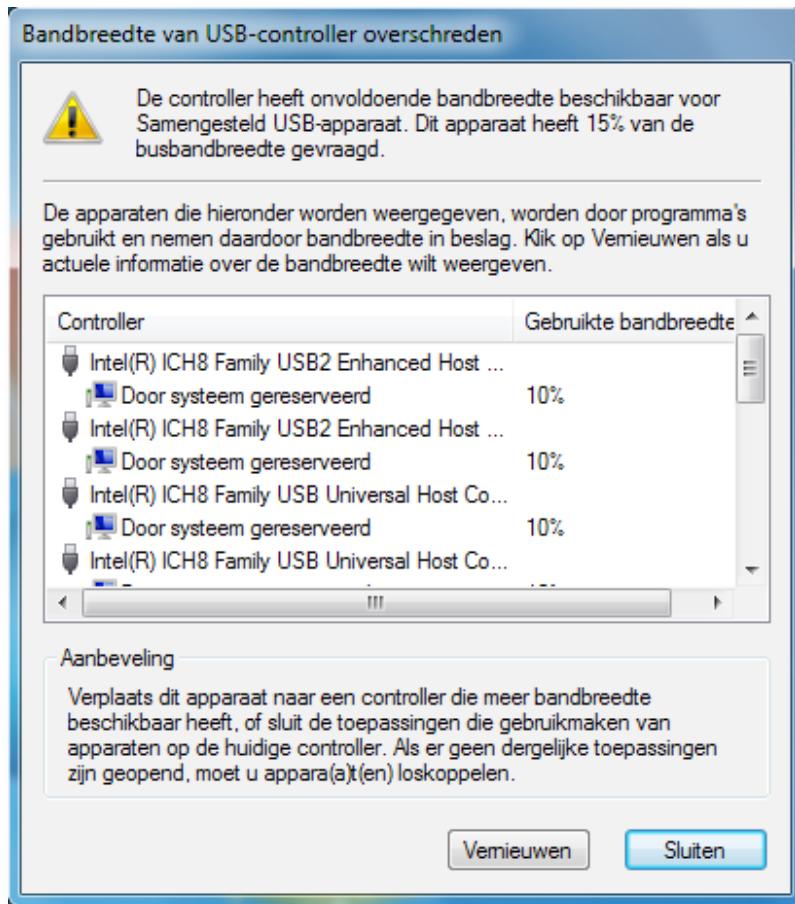 Bandbreedte van USB-controller overschreden
De controller heeft onvoldoende bandbreedte beschikbaar voor
Samengesteld USB-apparaat. Dit apparaat heeft 15% van de
busbandbreedte gevraagd.
De apparaten die hieronder worden weergegeven, worden door programma's
gebruikt en nemen daardoor bandbreedte in beslag. Klik op Vernieuwen als u
actuele informatie over de bandbreedte wilt weergeven.
Controller Gebruikte bandbreedte
Intel(R) ICH8 Family USB2 Enhanced Host ...
Door systeem gereserveerd 10%
Intel(R) ICH8 Family USB2 Enhanced Host ...
Door systeem gereserveerd 10%
Intel(R) ICH8 Family USB Universal Host Co...
Door systeem gereserveerd 10%
Intel(R) ICH8 Family USB Universal Host Co...
Aanbeveling
Verplaats dit apparaat naar een controller die meer bandbreedte
beschikbaar heeft, of sluit de toepassingen die gebruikmaken van
apparaten op de huidige controller. Als er geen dergelijke toepassingen
zijn geopend, moet u appara(a)t(en) loskoppelen.
Vernieuwen Sluiten